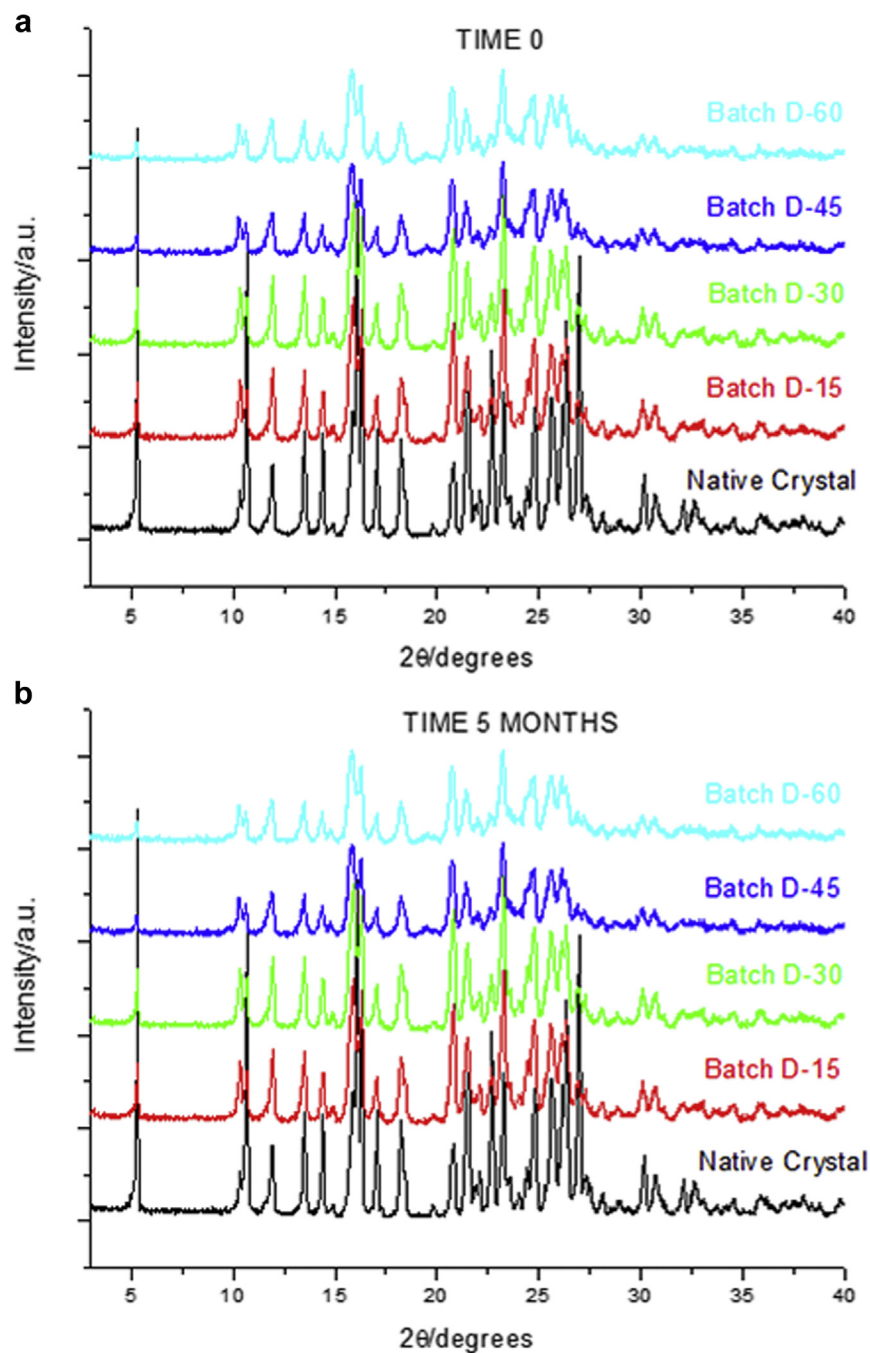 a
TIME 0
Batch D-60
Batch D-45
Batch D-30
Batch D-15
Native Crystal
Intensity/a.u.
5 10 15 20 25 30 35 40
2θ/degrees
b
TIME 5 MONTHS
Batch D-60
Batch D-45
Batch D-30
Batch D-15
Native Crystal
Intensity/a.u.
5 10 15 20 25 30 35 40
2θ/degrees